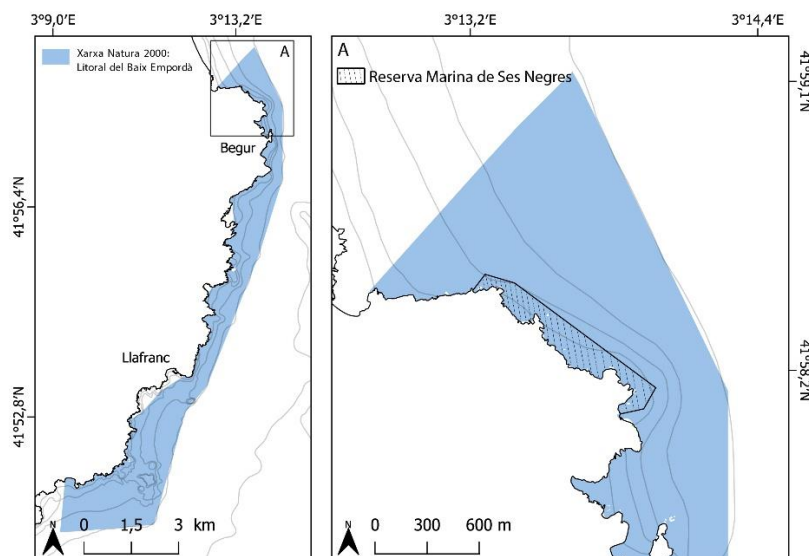 3°9,0'E
3°13,2'E
Xarxa Natura 2000:
Litoral del Baix Empordà
A
Begur
41°56,4'N
Llafranc
41°52,8'N
N
0 1,5 3 km
3°13,2'E
3°14,4'E
A
Reserva Marina de Ses Negres
41°59,1'N
41°58,2'N
N
0 300 600 m